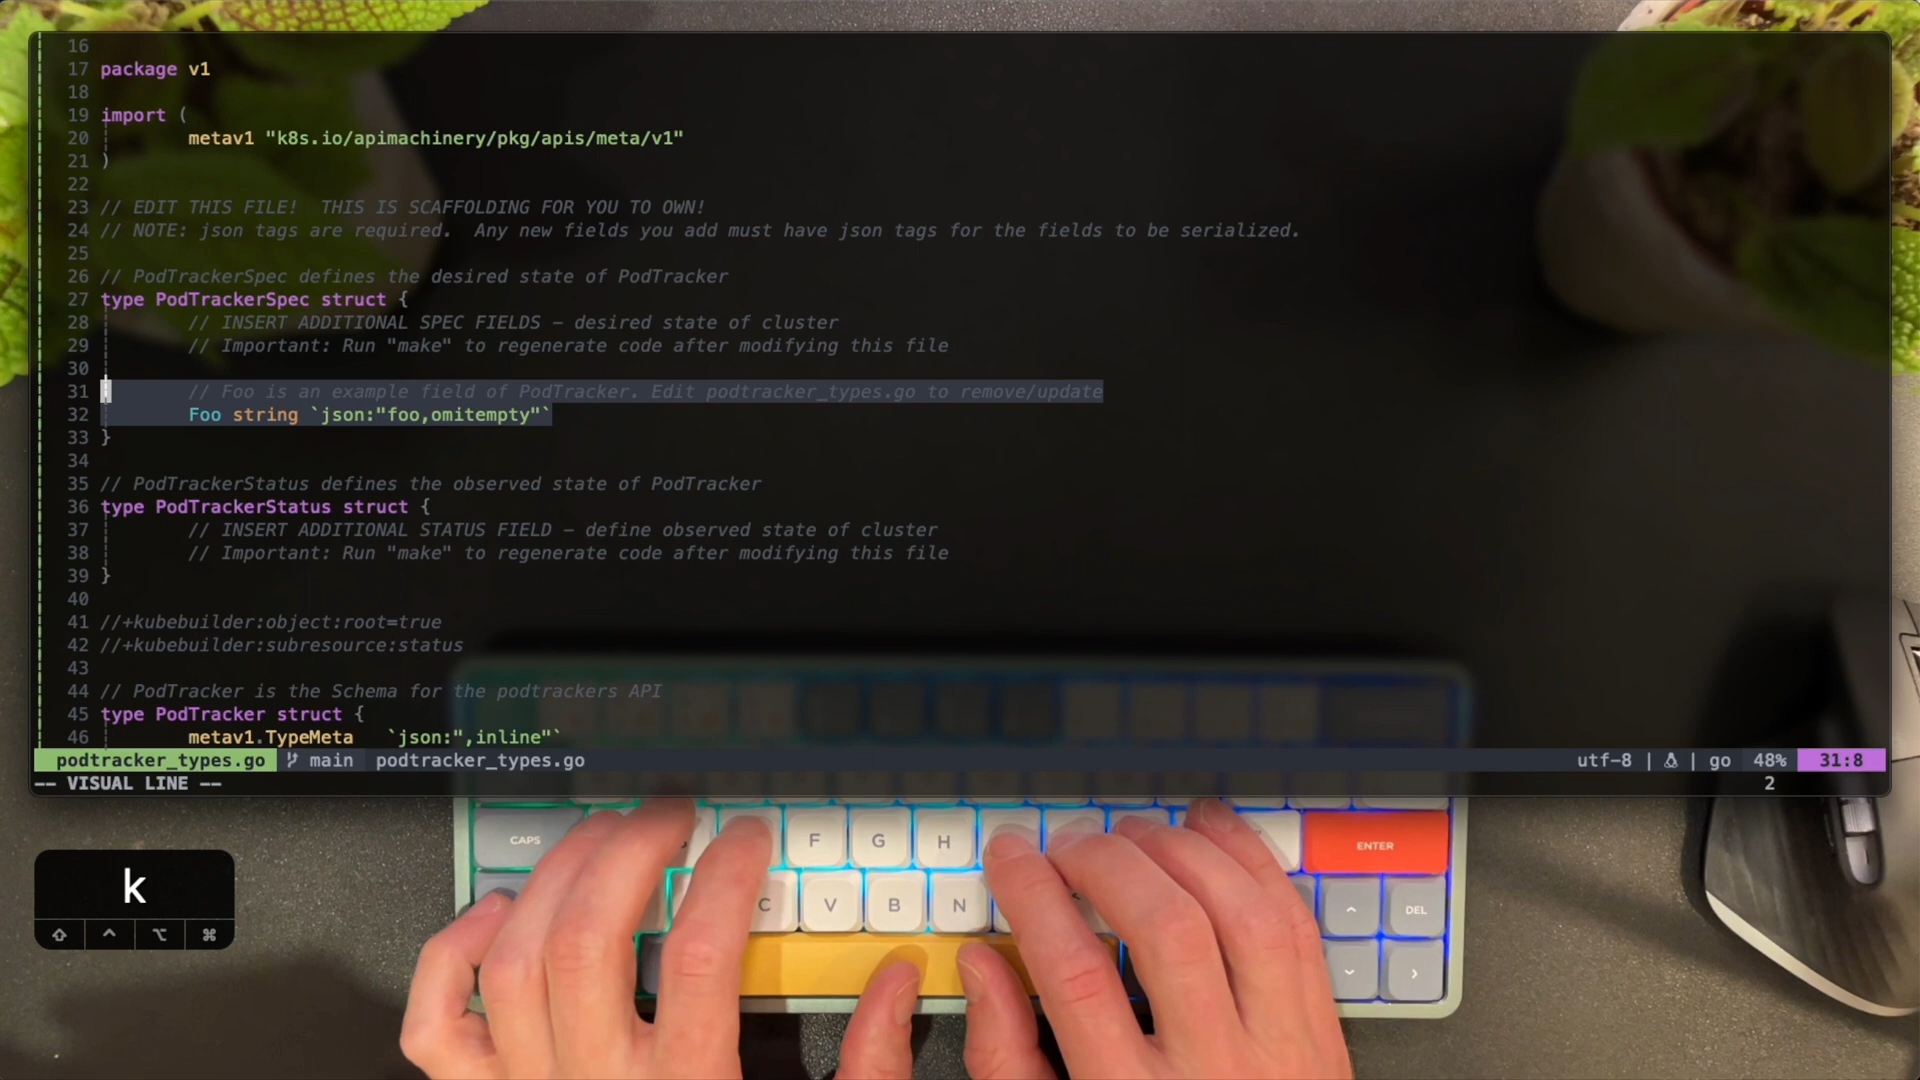 16
17 package v1
18
19 import (
20 metav1 "k8s.io/apimachinery/pkg/apis/meta/v1"
21 )
22
23 // EDIT THIS FILE!  THIS IS SCAFFOLDING FOR YOU TO OWN!
24 // NOTE: json tags are required.  Any new fields you add must have json tags for the fields to be serialized.
25
26 // PodTrackerSpec defines the desired state of PodTracker
27 type PodTrackerSpec struct {
28 // INSERT ADDITIONAL SPEC FIELDS - desired state of cluster
29 // Important: Run "make" to regenerate code after modifying this file
30
31 // Foo is an example field of PodTracker. Edit podtracker_types.go to remove/update
32 Foo string `json:"foo,omitempty"`
33 }
34
35 // PodTrackerStatus defines the observed state of PodTracker
36 type PodTrackerStatus struct {
37 // INSERT ADDITIONAL STATUS FIELD - define observed state of cluster
38 // Important: Run "make" to regenerate code after modifying this file
39 }
40
41 //+kubebuilder:object:root=true
42 //+kubebuilder:subresource:status
43
44 // PodTracker is the Schema for the podtrackers API
45 type PodTracker struct {
46 metav1.TypeMeta   `json:",inline"`
podtracker_types.go main podtracker_types.go utf-8 | | go 48% 31:8
-- VISUAL LINE -- 2
CAPS F G H ENTER
C V B N DEL
k